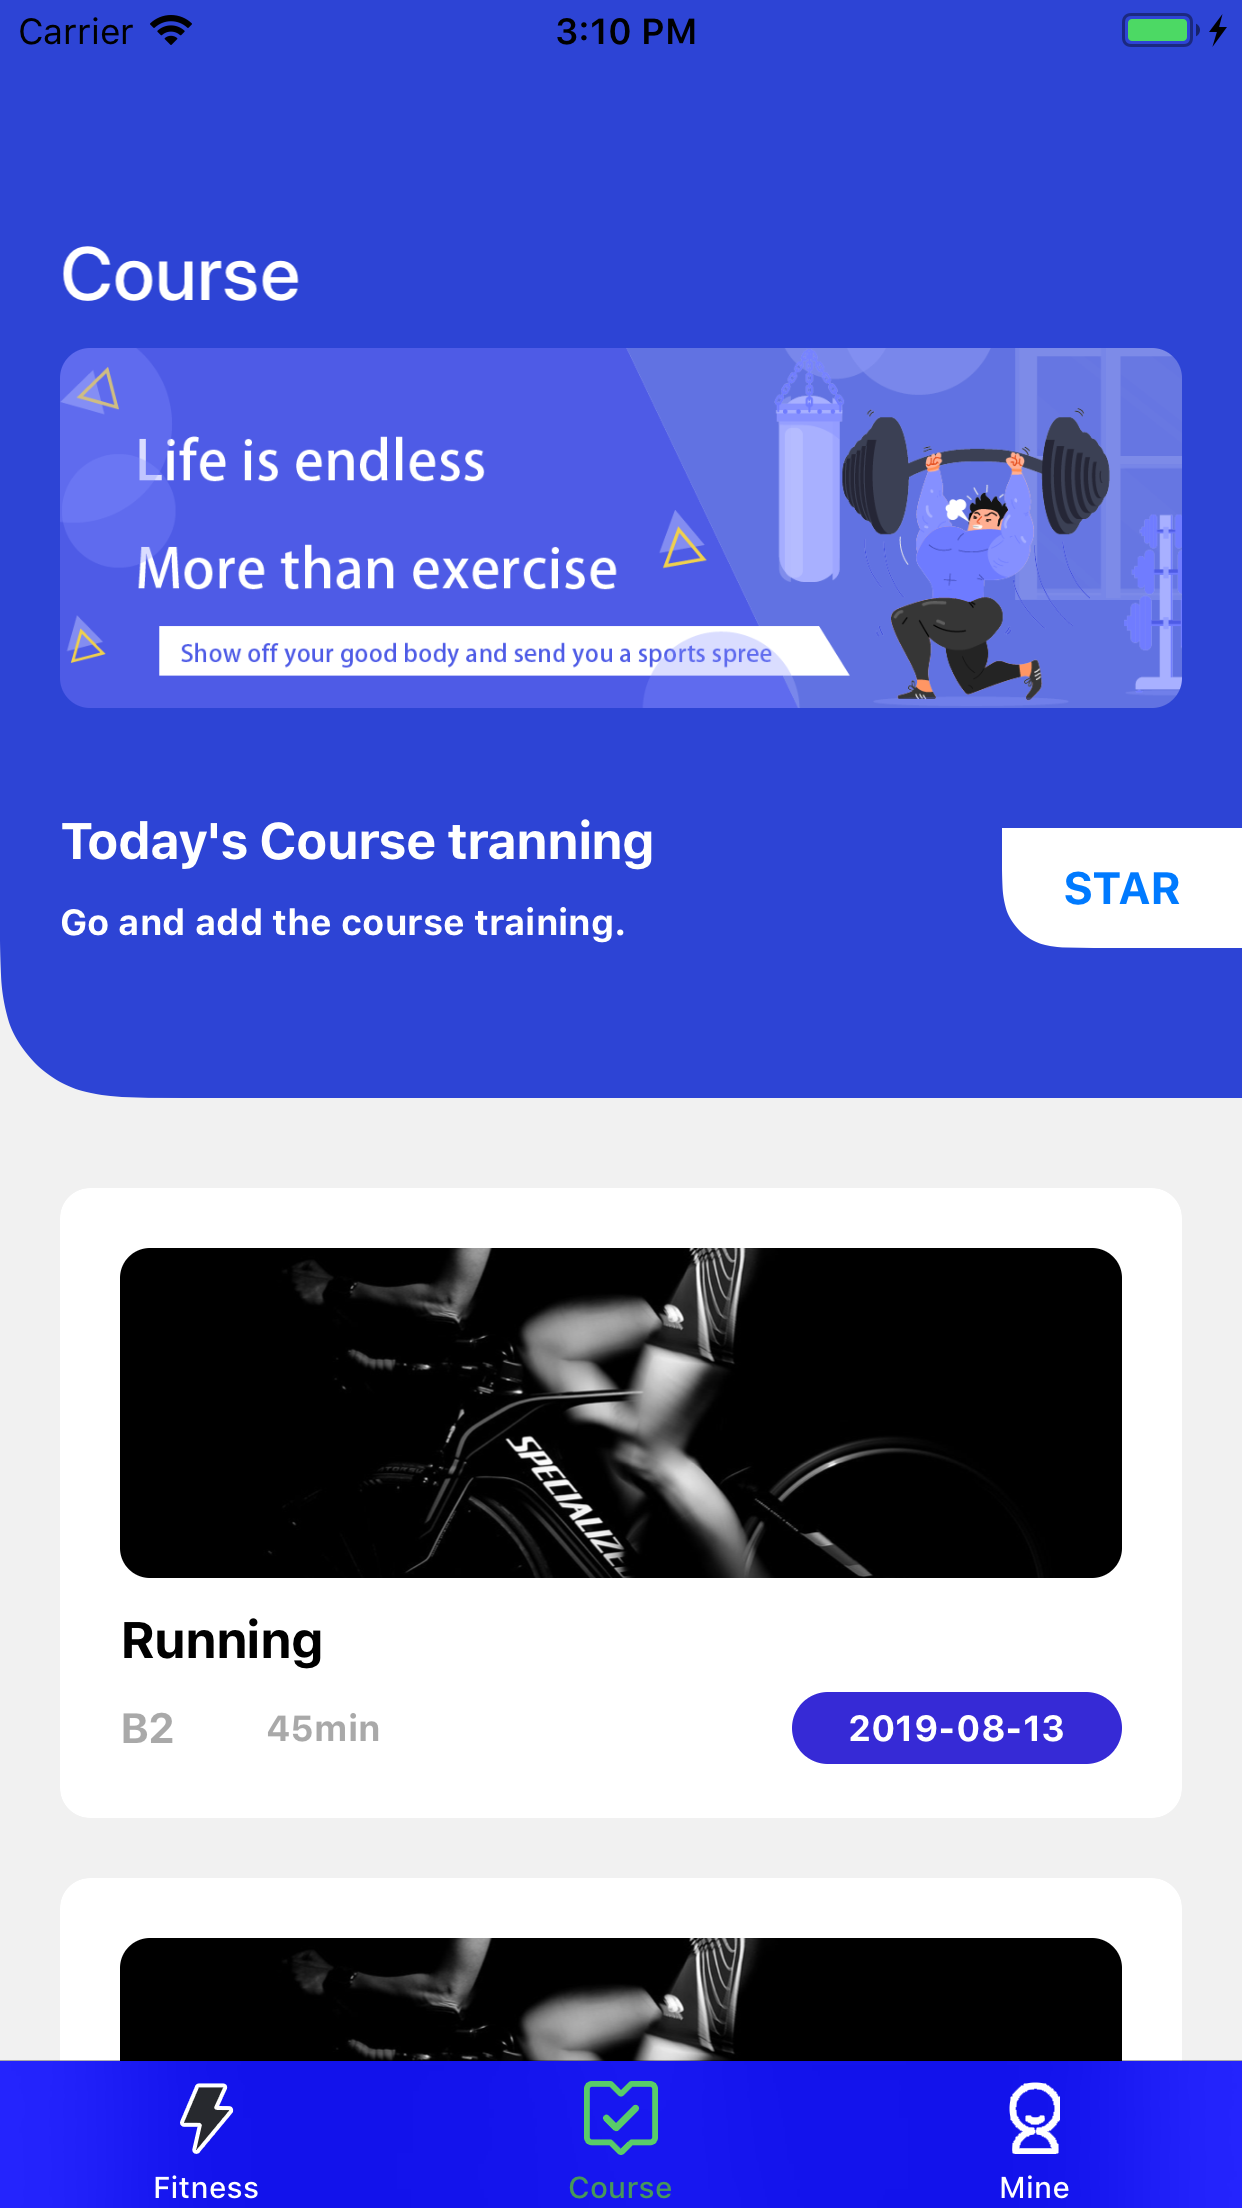 Carrier 3:10 PM
Course
Life is endless
More than exercise
Show off your good body and send you a sports spree
Today's Course tranning
Go and add the course training.
STAR
SPECIALIZE
Running
B2 45min 2019-08-13
Fitness Course Mine